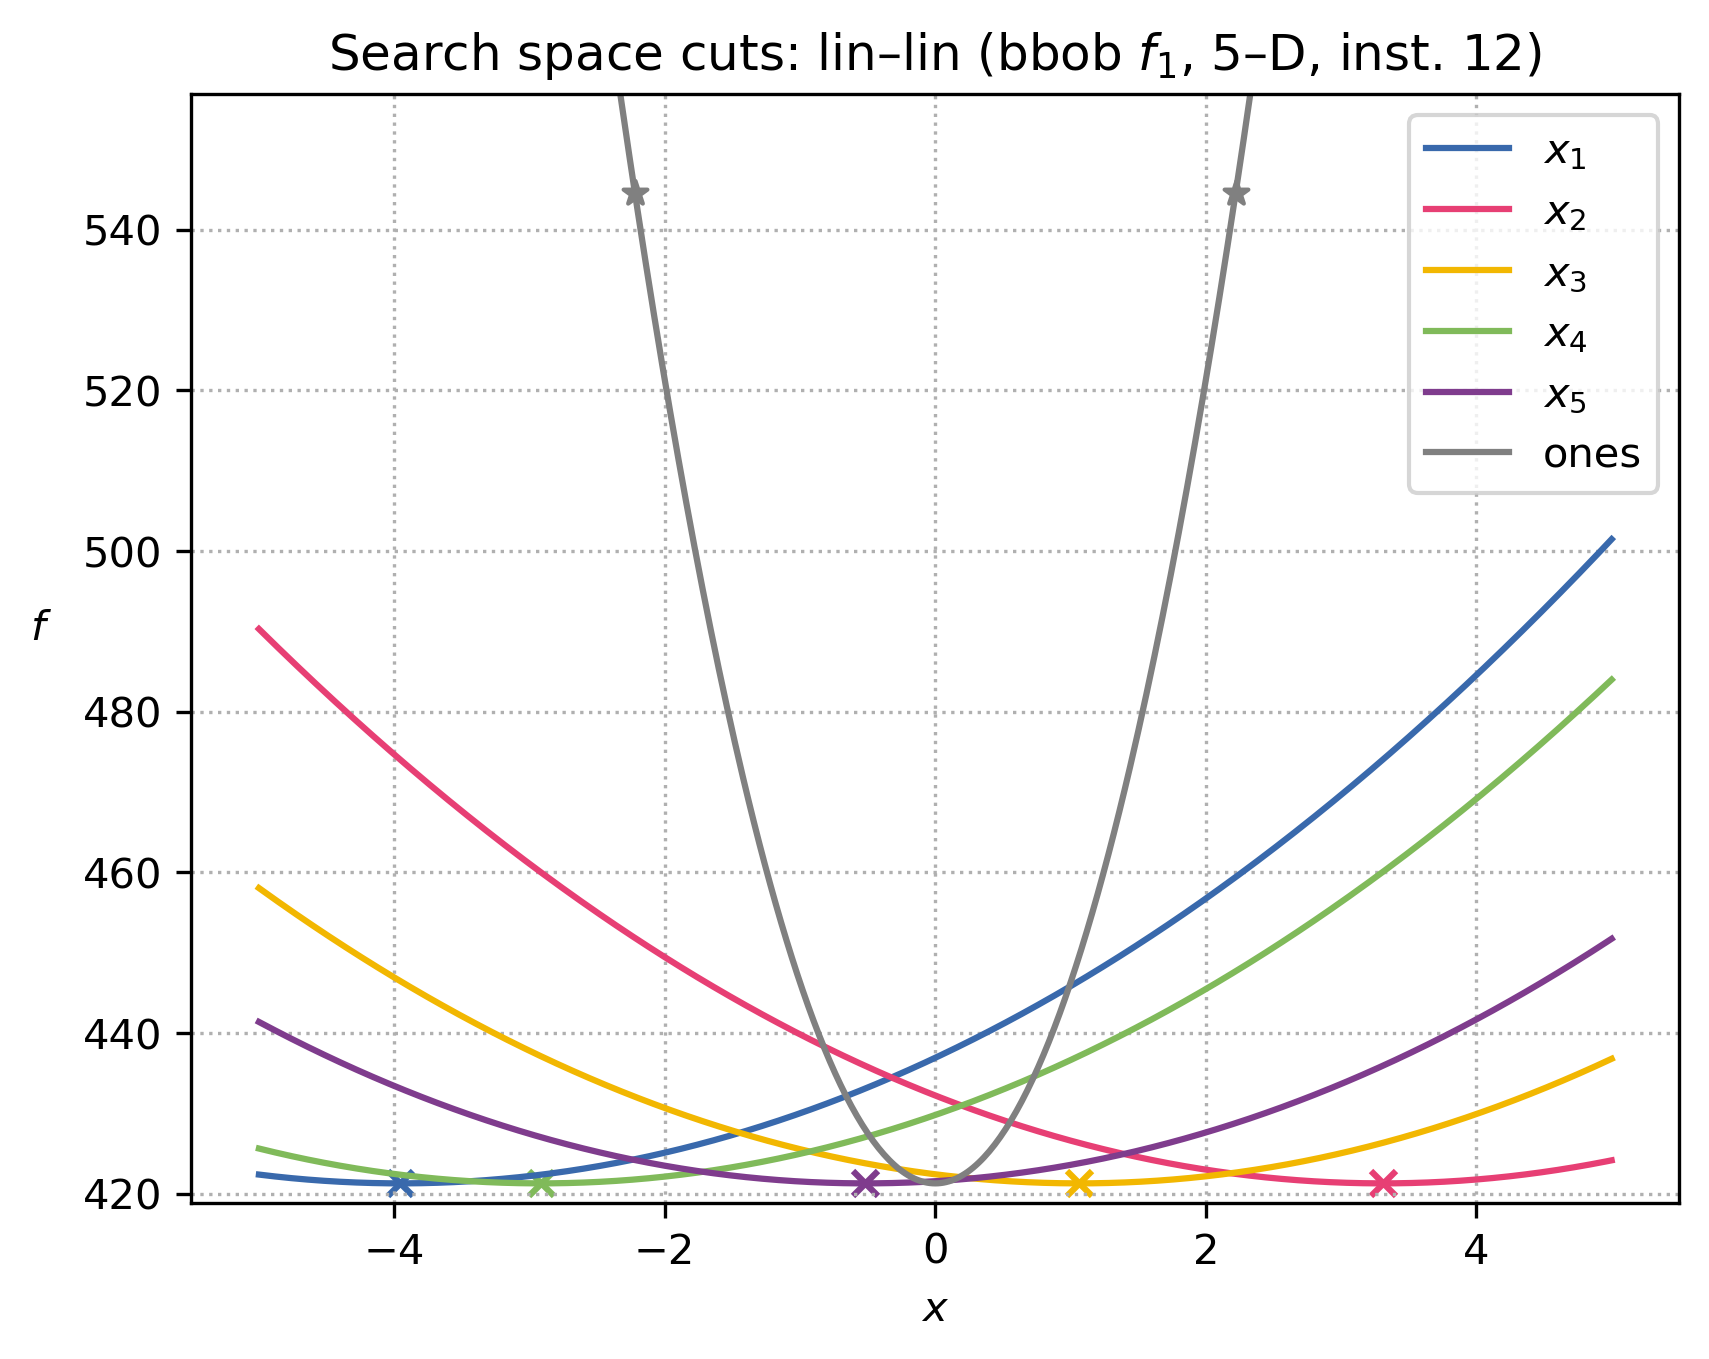 Search space cuts: lin–lin (bbob f₁, 5–D, inst. 12)
x₁
x₂
x₃
x₄
x₅
ones
540
520
500
480
460
440
420
f
−4
−2
0
2
4
x